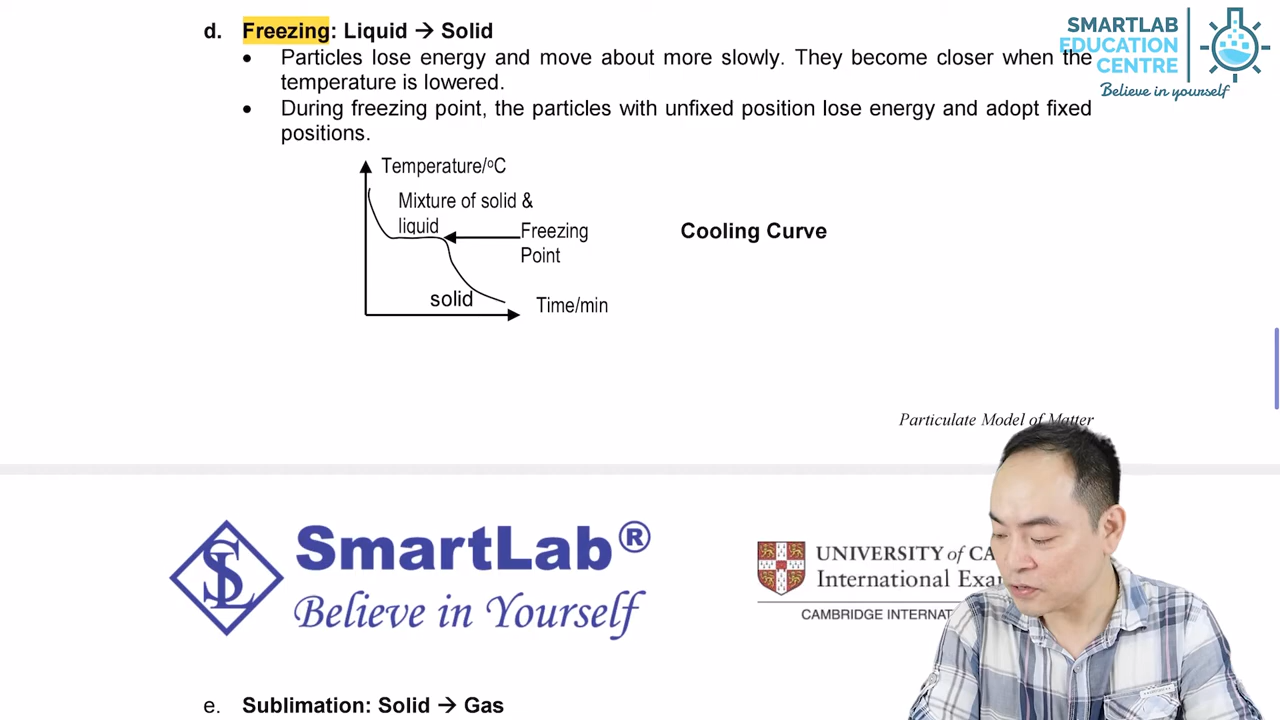 SMARTLAB
EDUCATION
CENTRE
Believe in yourself
d. Freezing: Liquid → Solid
• Particles lose energy and move about more slowly. They become closer when the
temperature is lowered.
• During freezing point, the particles with unfixed position lose energy and adopt fixed
positions.
Temperature/°C
Mixture of solid &
liquid
Freezing
Point
Cooling Curve
solid
Time/min
Particulate Model of Matter
SL
SmartLab®
Believe in Yourself
UNIVERSITY of CA
International Exa
CAMBRIDGE INTERNAT
e. Sublimation: Solid → Gas